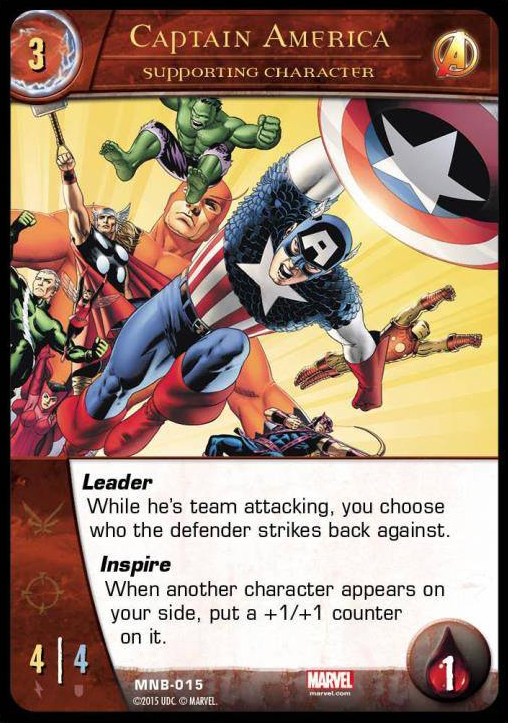 3
CAPTAIN AMERICA
SUPPORTING CHARACTER
A
A
Leader
While he's team attacking, you choose
who the defender strikes back against.
Inspire
When another character appears on
your side, put a +1/+1 counter
on it.
4 | 4
1
MNB-015
MARVEL
marvel.com
©2015 UDC. © MARVEL.